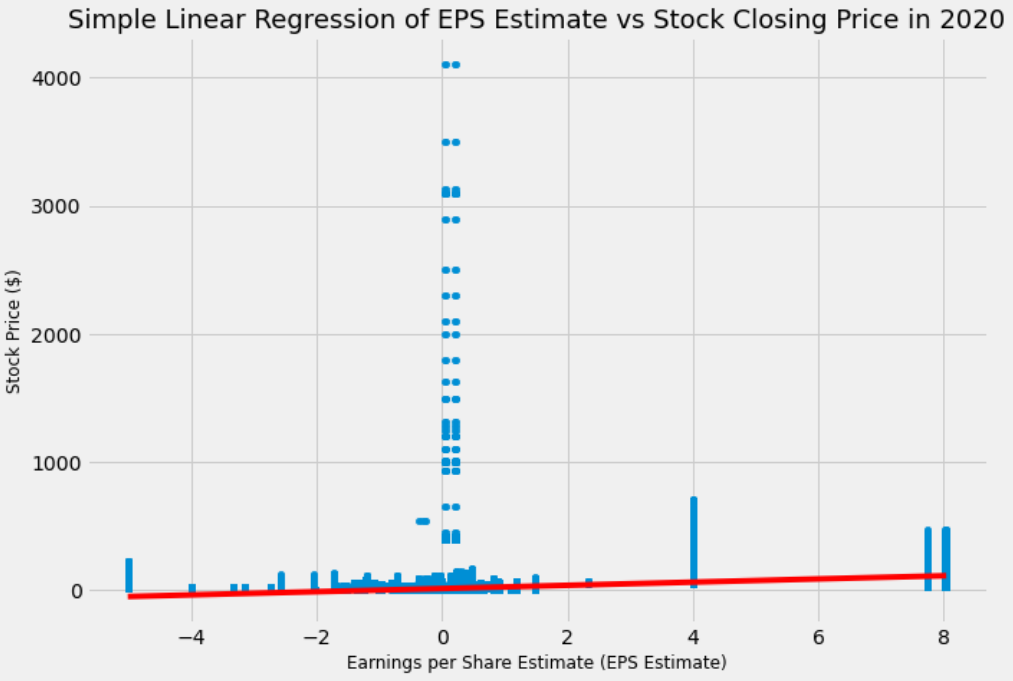 Simple Linear Regression of EPS Estimate vs Stock Closing Price in 2020
4000
3000
2000
1000
0
Stock Price ($)
−4 −2 0 2 4 6 8
Earnings per Share Estimate (EPS Estimate)